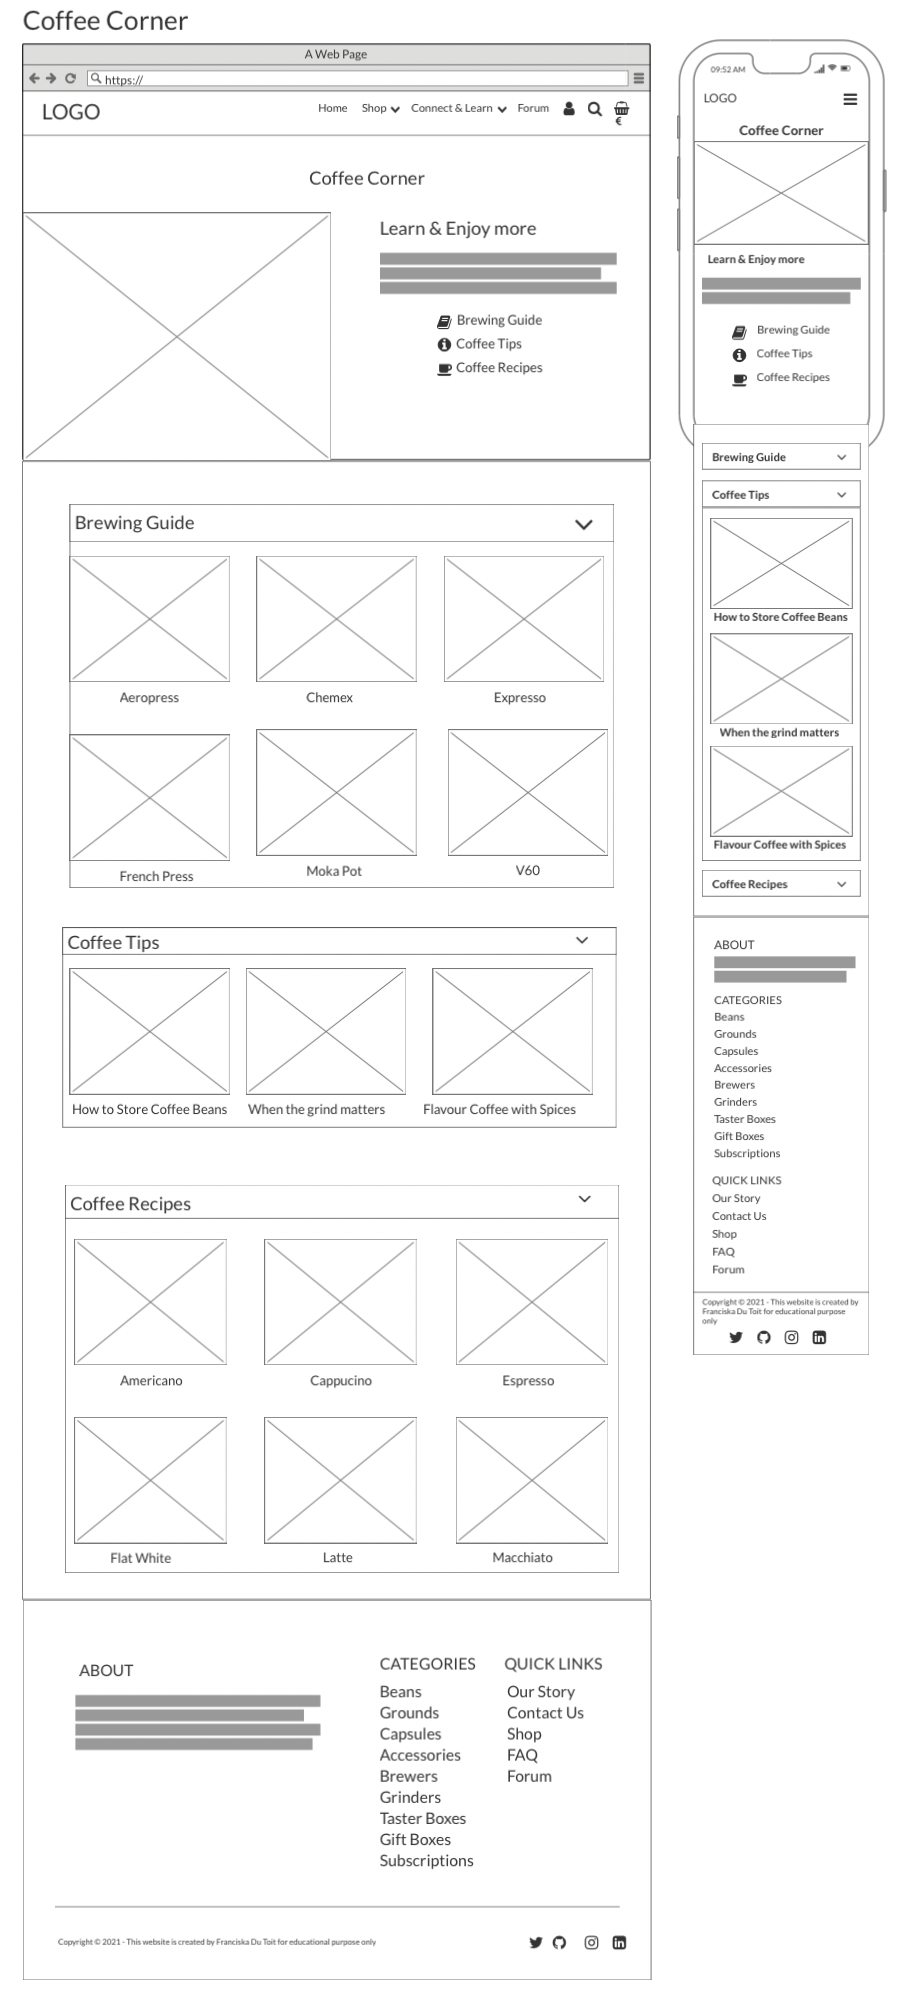 Coffee Corner
A Web Page
https://
LOGO
Home Shop Connect & Learn Forum
€
Coffee Corner
Learn & Enjoy more
Brewing Guide
Coffee Tips
Coffee Recipes
Brewing Guide
Aeropress Chemex Expresso
French Press Moka Pot V60
Coffee Tips
How to Store Coffee Beans When the grind matters Flavour Coffee with Spices
Coffee Recipes
Americano Cappucino Espresso
Flat White Latte Macchiato
ABOUT
CATEGORIES
Beans
Grounds
Capsules
Accessories
Brewers
Grinders
Taster Boxes
Gift Boxes
Subscriptions
QUICK LINKS
Our Story
Contact Us
Shop
FAQ
Forum
Copyright © 2021 - This website is created by Franciska Du Toit for educational purpose only
09:52 AM
LOGO
Coffee Corner
Learn & Enjoy more
Brewing Guide
Coffee Tips
Coffee Recipes
Brewing Guide
Coffee Tips
How to Store Coffee Beans
When the grind matters
Flavour Coffee with Spices
Coffee Recipes
ABOUT
CATEGORIES
Beans
Grounds
Capsules
Accessories
Brewers
Grinders
Taster Boxes
Gift Boxes
Subscriptions
QUICK LINKS
Our Story
Contact Us
Shop
FAQ
Forum
Copyright © 2021 - This website is created by
Franciska Du Toit for educational purpose
only